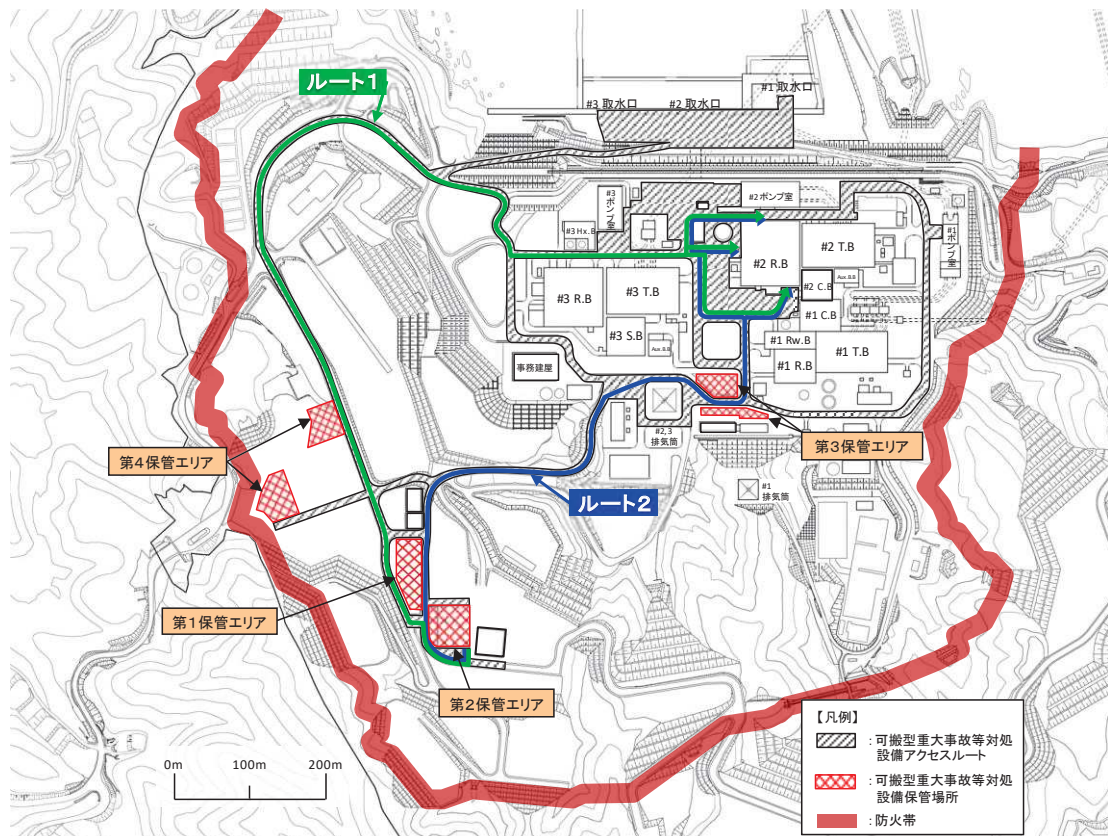 ルート1
#1 取水口
#3 取水口
#2 取水口
#3
ポンプ室
#2ポンプ室
#1
ポンプ室
#3 Hx.B
#2 R.B
#2 T.B
#2 C.B
Aux.B.B
#3 R.B
#3 T.B
#1 C.B
#3 S.B
Aux.B.B
#1 Rw.B
#1 T.B
#1 R.B
事務建屋
#2,3
排気筒
第3保管エリア
第4保管エリア
ルート2
#1
排気筒
第1保管エリア
第2保管エリア
0m
100m
200m
【凡例】
：可搬型重大事故等対処
設備アクセスルート
：可搬型重大事故等対処
設備保管場所
：防火帯